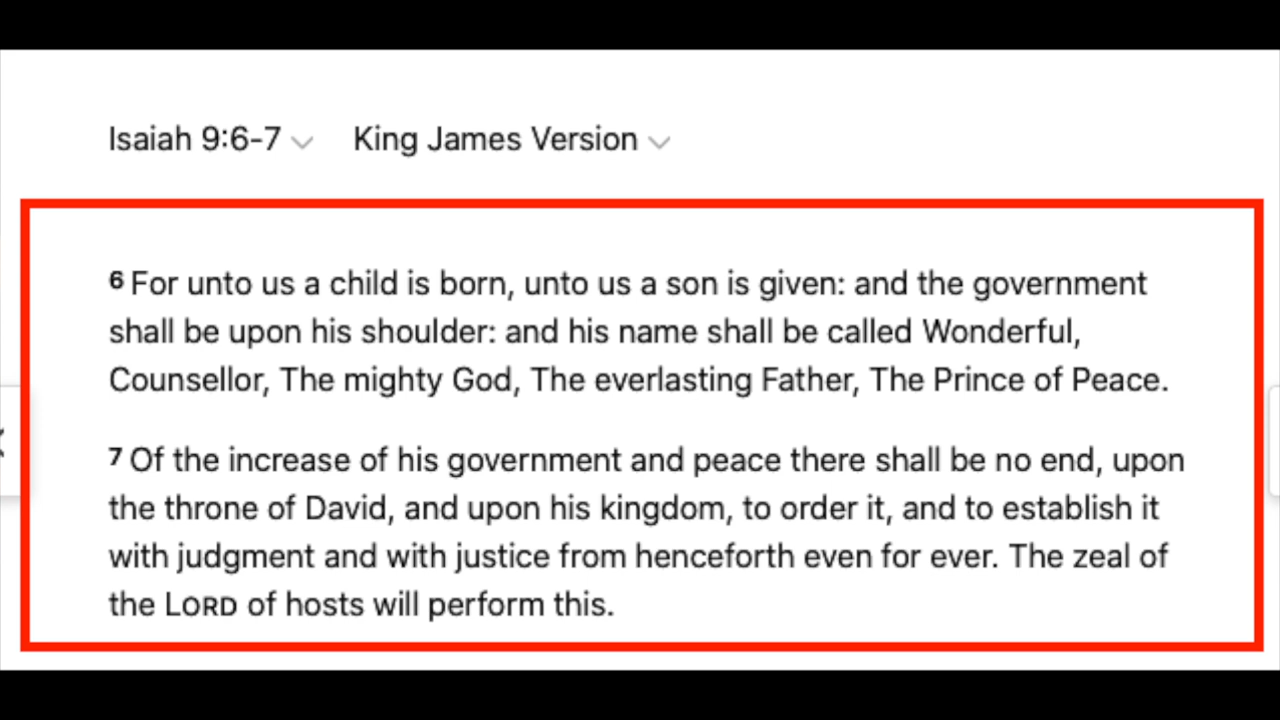 Isaiah 9:6-7 King James Version
6 For unto us a child is born, unto us a son is given: and the government
shall be upon his shoulder: and his name shall be called Wonderful,
Counsellor, The mighty God, The everlasting Father, The Prince of Peace.
7 Of the increase of his government and peace there shall be no end, upon
the throne of David, and upon his kingdom, to order it, and to establish it
with judgment and with justice from henceforth even for ever. The zeal of
the LORD of hosts will perform this.